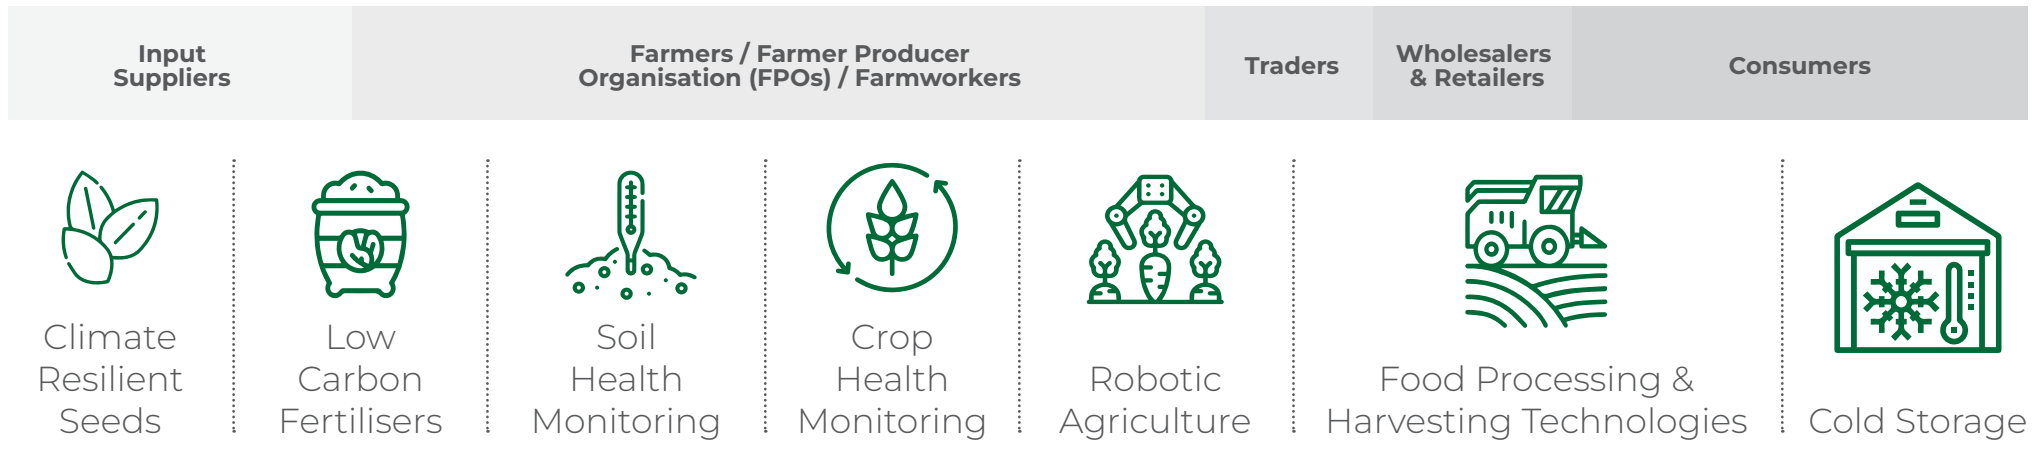 Input
Suppliers
Farmers / Farmer Producer
Organisation (FPOs) / Farmworkers
Traders
Wholesalers
& Retailers
Consumers
Climate
Resilient
Seeds
Low
Carbon
Fertilisers
Soil
Health
Monitoring
Crop
Health
Monitoring
Robotic
Agriculture
Food Processing &
Harvesting Technologies
Cold Storage